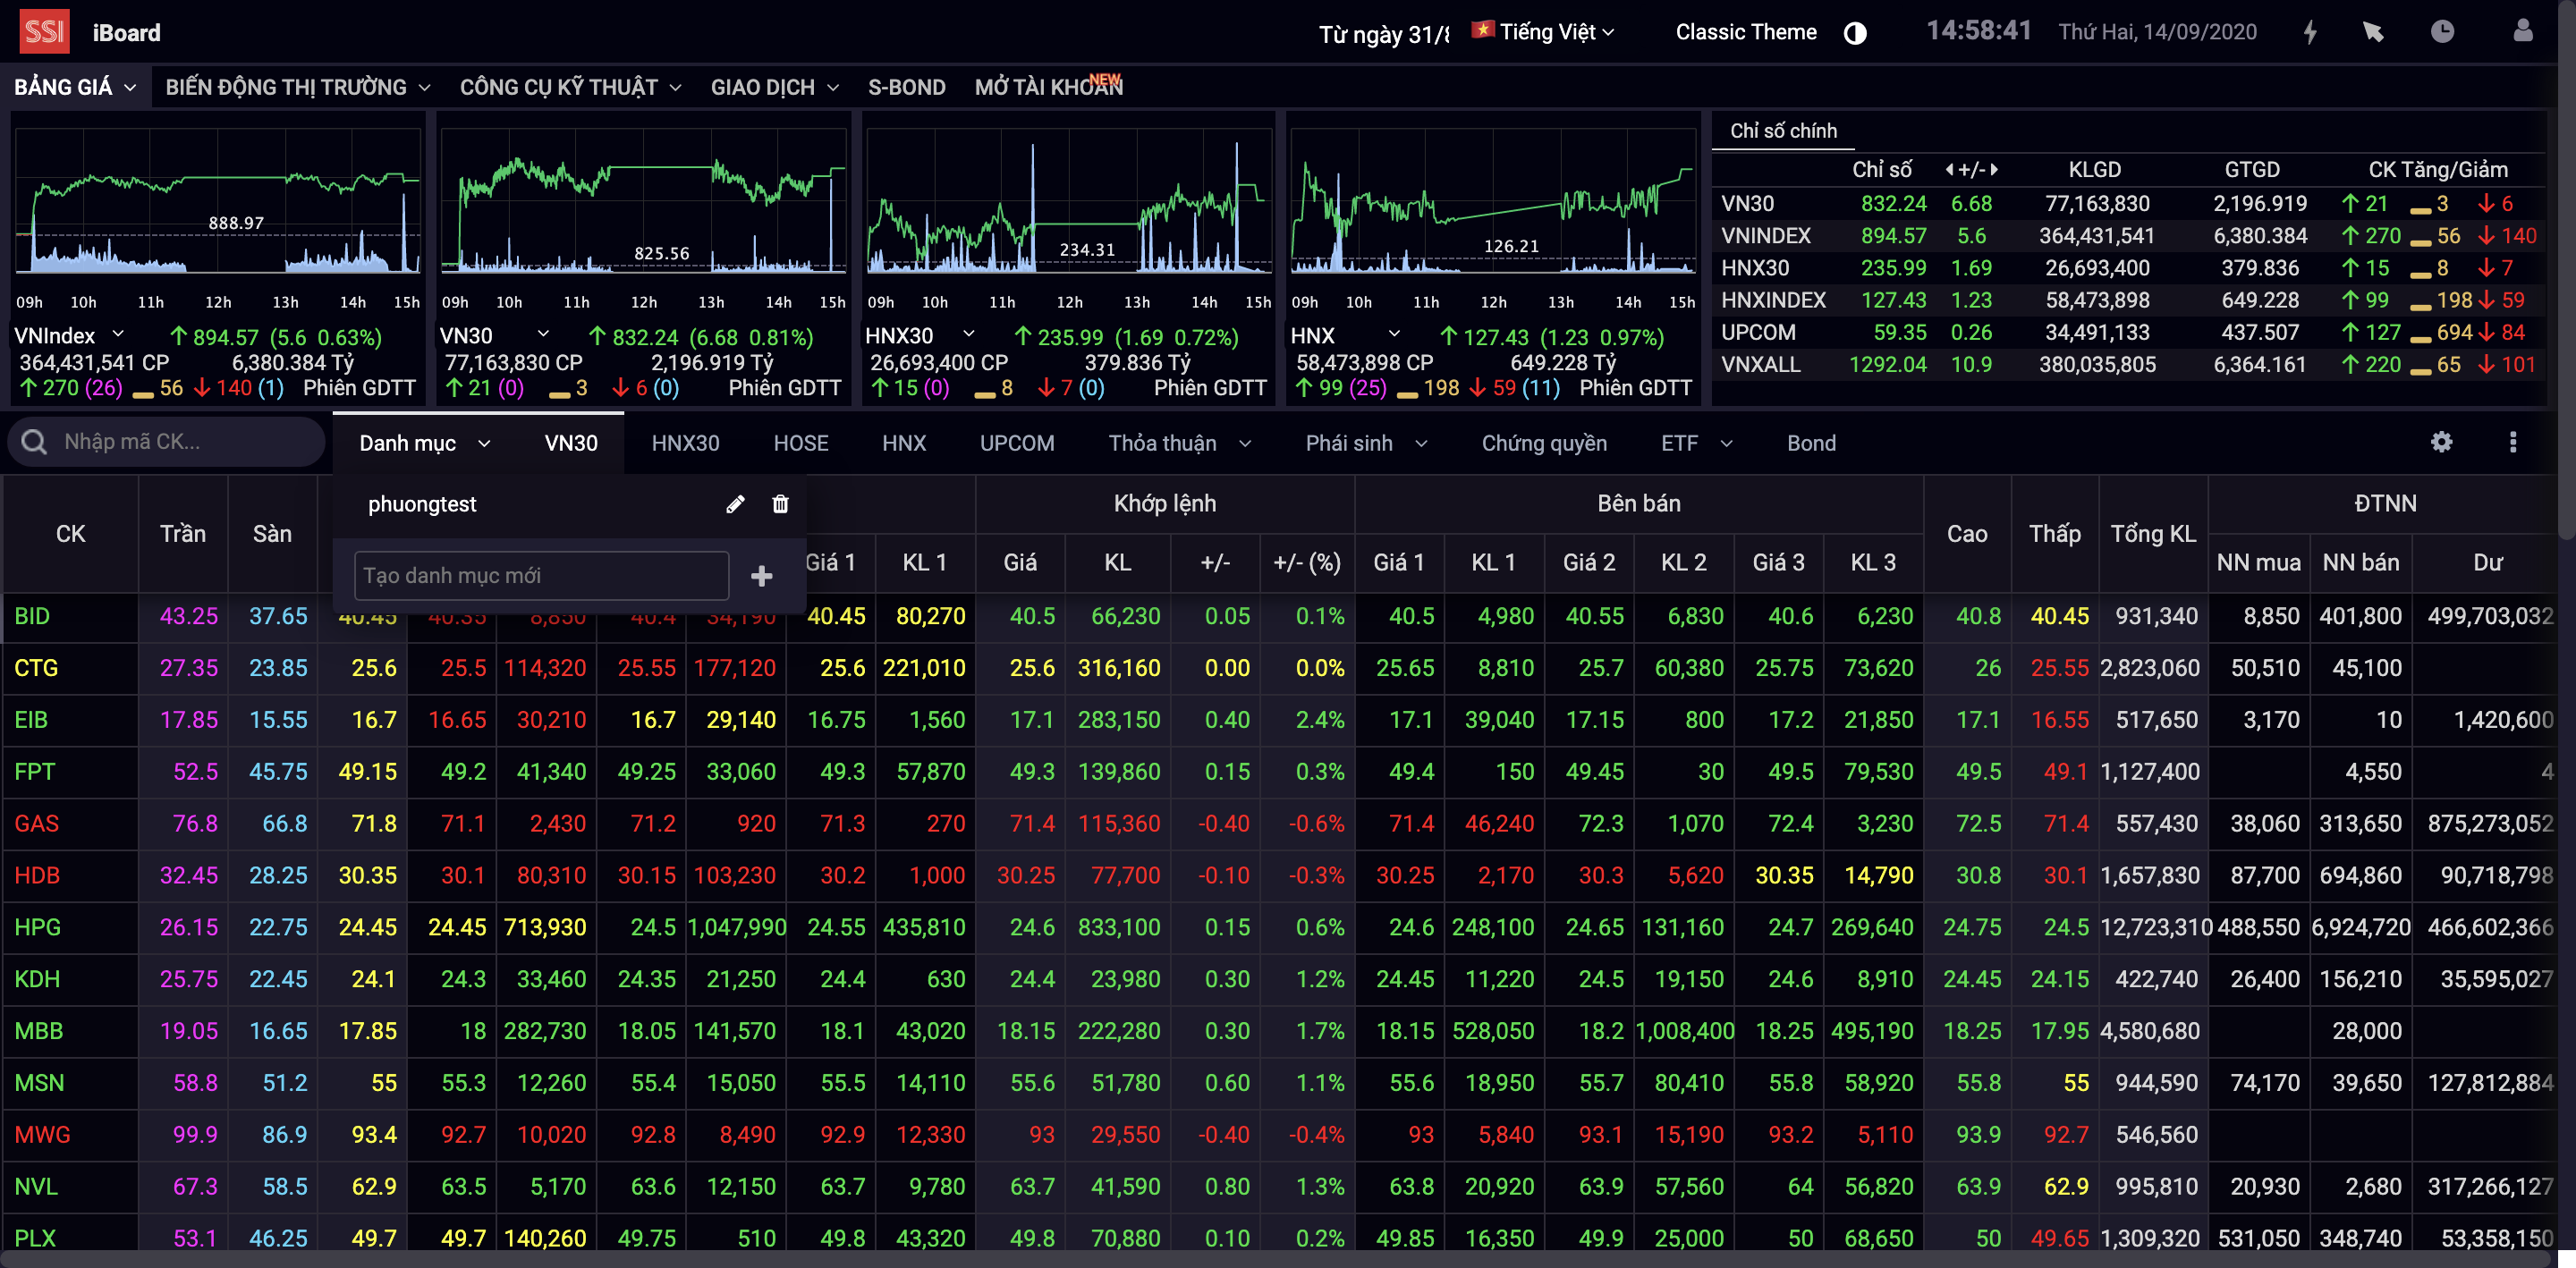 SSI iBoard Từ ngày 31/8 Tiếng Việt Classic Theme 14:58:41 Thứ Hai, 14/09/2020
BẢNG GIÁ BIẾN ĐỘNG THỊ TRƯỜNG CÔNG CỤ KỸ THUẬT GIAO DỊCH S-BOND MỞ TÀI KHOẢN NEW
888.97
09h 10h 11h 12h 13h 14h 15h
VNIndex 894.57 (5.6 0.63%)
364,431,541 CP 6,380.384 Tỷ
270 (26) 56 140 (1) Phiên GDTT
825.56
09h 10h 11h 12h 13h 14h 15h
VN30 832.24 (6.68 0.81%)
77,163,830 CP 2,196.919 Tỷ
21 (0) 3 6 (0) Phiên GDTT
234.31
09h 10h 11h 12h 13h 14h 15h
HNX30 235.99 (1.69 0.72%)
26,693,400 CP 379.836 Tỷ
15 (0) 8 7 (0) Phiên GDTT
126.21
09h 10h 11h 12h 13h 14h 15h
HNX 127.43 (1.23 0.97%)
58,473,898 CP 649.228 Tỷ
99 (25) 198 59 (11) Phiên GDTT
Chỉ số chính
Chỉ số +/- KLGD GTGD CK Tăng/Giảm
VN30 832.24 6.68 77,163,830 2,196.919 21 3 6
VNINDEX 894.57 5.6 364,431,541 6,380.384 270 56 140
HNX30 235.99 1.69 26,693,400 379.836 15 8 7
HNXINDEX 127.43 1.23 58,473,898 649.228 99 198 59
UPCOM 59.35 0.26 34,491,133 437.507 127 694 84
VNXALL 1292.04 10.9 380,035,805 6,364.161 220 65 101
Nhập mã CK... Danh mục VN30 HNX30 HOSE HNX UPCOM Thỏa thuận Phái sinh Chứng quyền ETF Bond
phuongtest
Tạo danh mục mới
CK Trần Sàn Khớp lệnh Bên bán Cao Thấp Tổng KL ĐTNN
Giá 1 KL 1 Giá KL +/- +/- (%) Giá 1 KL 1 Giá 2 KL 2 Giá 3 KL 3 NN mua NN bán Dư
BID 43.25 37.65 40.45 40.35 8,850 40.4 34,190 40.45 80,270 40.5 66,230 0.05 0.1% 40.5 4,980 40.55 6,830 40.6 6,230 40.8 40.45 931,340 8,850 401,800 499,703,032
CTG 27.35 23.85 25.6 25.5 114,320 25.55 177,120 25.6 221,010 25.6 316,160 0.00 0.0% 25.65 8,810 25.7 60,380 25.75 73,620 26 25.55 2,823,060 50,510 45,100
EIB 17.85 15.55 16.7 16.65 30,210 16.7 29,140 16.75 1,560 17.1 283,150 0.40 2.4% 17.1 39,040 17.15 800 17.2 21,850 17.1 16.55 517,650 3,170 10 1,420,600
FPT 52.5 45.75 49.15 49.2 41,340 49.25 33,060 49.3 57,870 49.3 139,860 0.15 0.3% 49.4 150 49.45 30 49.5 79,530 49.5 49.1 1,127,400 4,550 4
GAS 76.8 66.8 71.8 71.1 2,430 71.2 920 71.3 270 71.4 115,360 -0.40 -0.6% 71.4 46,240 72.3 1,070 72.4 3,230 72.5 71.4 557,430 38,060 313,650 875,273,052
HDB 32.45 28.25 30.35 30.1 80,310 30.15 103,230 30.2 1,000 30.25 77,700 -0.10 -0.3% 30.25 2,170 30.3 5,620 30.35 14,790 30.8 30.1 1,657,830 87,700 694,860 90,718,798
HPG 26.15 22.75 24.45 24.45 713,930 24.5 1,047,990 24.55 435,810 24.6 833,100 0.15 0.6% 24.6 248,100 24.65 131,160 24.7 269,640 24.75 24.5 12,723,310 488,550 6,924,720 466,602,366
KDH 25.75 22.45 24.1 24.3 33,460 24.35 21,250 24.4 630 24.4 23,980 0.30 1.2% 24.45 11,220 24.5 19,150 24.6 8,910 24.45 24.15 422,740 26,400 156,210 35,595,027
MBB 19.05 16.65 17.85 18 282,730 18.05 141,570 18.1 43,020 18.15 222,280 0.30 1.7% 18.15 528,050 18.2 1,008,400 18.25 495,190 18.25 17.95 4,580,680 28,000
MSN 58.8 51.2 55 55.3 12,260 55.4 15,050 55.5 14,110 55.6 51,780 0.60 1.1% 55.6 18,950 55.7 80,410 55.8 58,920 55.8 55 944,590 74,170 39,650 127,812,884
MWG 99.9 86.9 93.4 92.7 10,020 92.8 8,490 92.9 12,330 93 29,550 -0.40 -0.4% 93 5,840 93.1 15,190 93.2 5,110 93.9 92.7 546,560
NVL 67.3 58.5 62.9 63.5 5,170 63.6 12,150 63.7 9,780 63.7 41,590 0.80 1.3% 63.8 20,920 63.9 57,560 64 56,820 63.9 62.9 995,810 20,930 2,680 317,266,127
PLX 53.1 46.25 49.7 49.7 140,260 49.75 510 49.8 43,320 49.8 70,880 0.10 0.2% 49.85 16,350 49.9 25,000 50 68,650 50 49.65 1,309,320 531,050 348,740 53,358,150